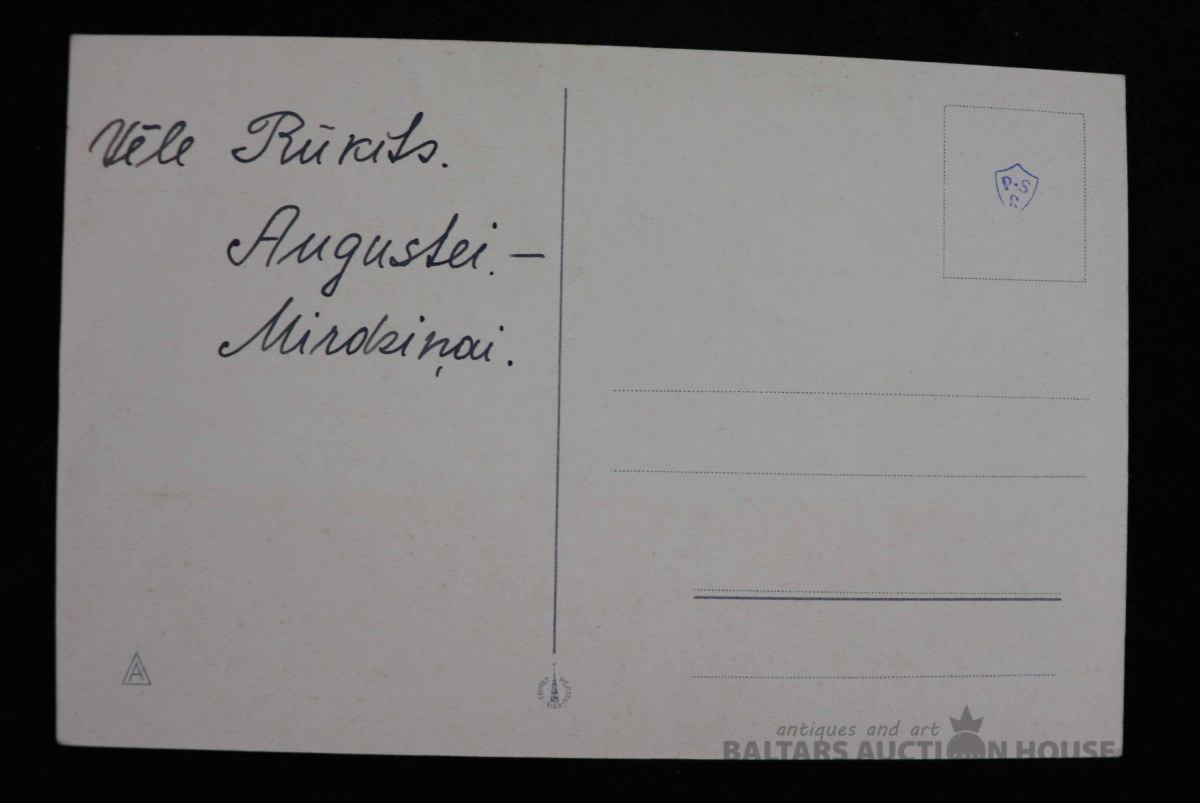 Vēle Rūķīts.
Augustei. –
Mirdziņai.
P·S
R
A
antiques and art
BALTARS AUCTION HOUSE